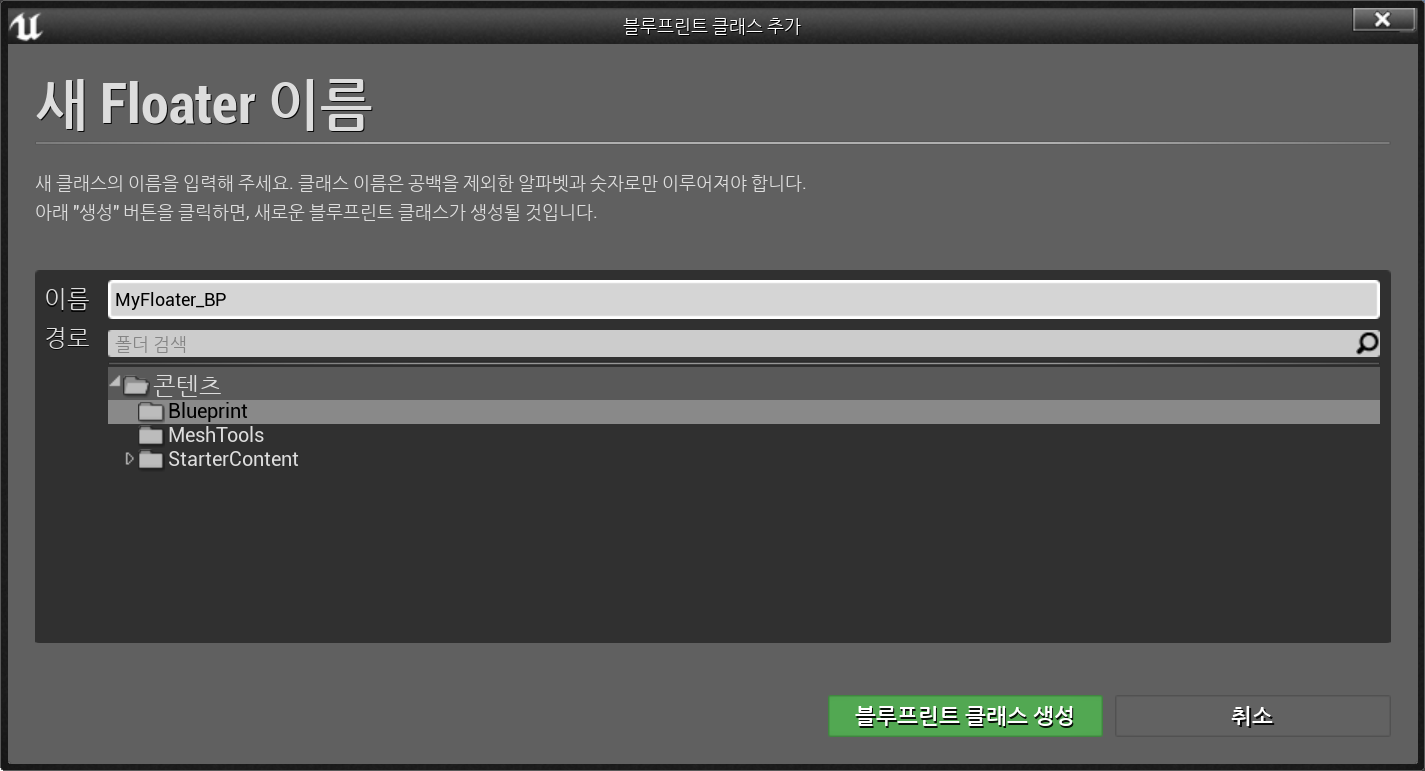 블루프린트 클래스 추가
새 Floater 이름
새 클래스의 이름을 입력해 주세요. 클래스 이름은 공백을 제외한 알파벳과 숫자로만 이루어져야 합니다.
아래 "생성" 버튼을 클릭하면, 새로운 블루프린트 클래스가 생성될 것입니다.
이름 MyFloater_BP
경로 폴더 검색
콘텐츠
Blueprint
MeshTools
StarterContent
블루프린트 클래스 생성 취소